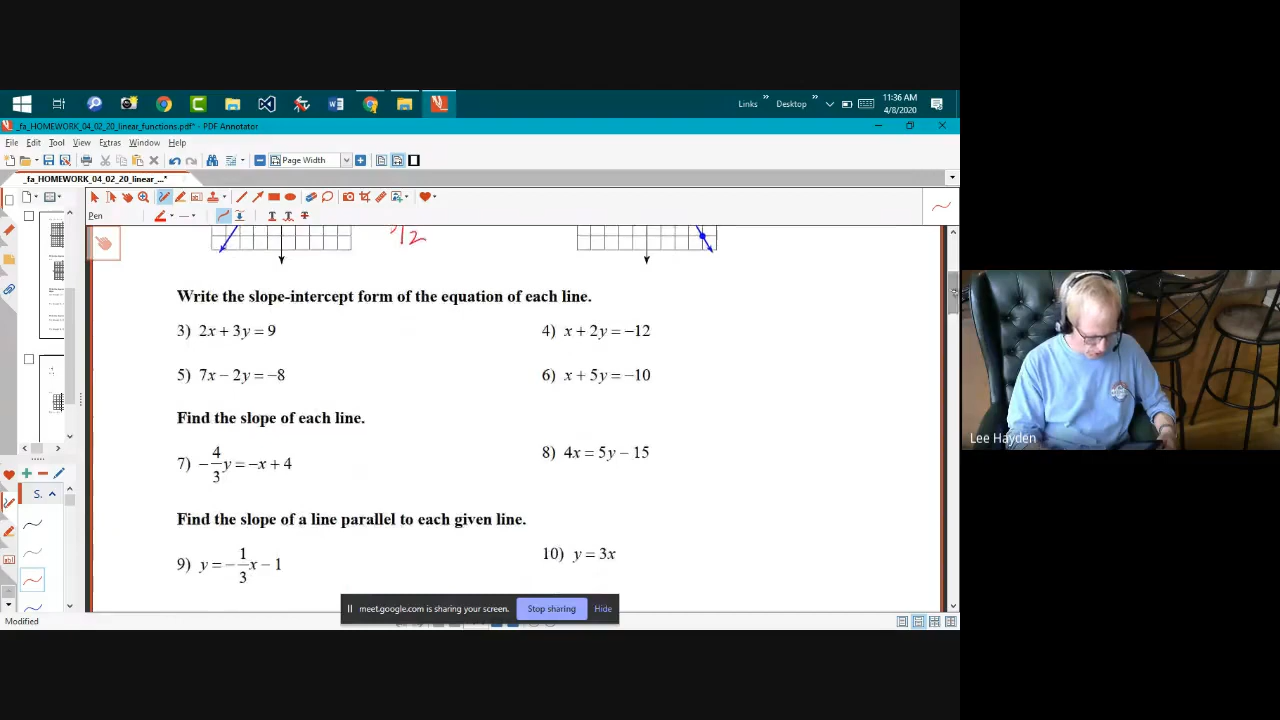 Links » Desktop » 11:36 AM
4/8/2020
_fa_HOMEWORK_04_02_20_linear_functions.pdf* - PDF Annotator
File Edit Tool View Extras Window Help
Page Width
_fa_HOMEWORK_04_02_20_linear_...*
Pen
Write the slope-intercept form of the equation of each line.
3) 2x + 3y = 9
4) x + 2y = −12
5) 7x − 2y = −8
6) x + 5y = −10
Find the slope of each line.
7) −4/3 y = −x + 4
8) 4x = 5y − 15
Find the slope of a line parallel to each given line.
9) y = −1/3 x − 1
10) y = 3x
S.
meet.google.com is sharing your screen. Stop sharing Hide
Modified
Lee Hayden